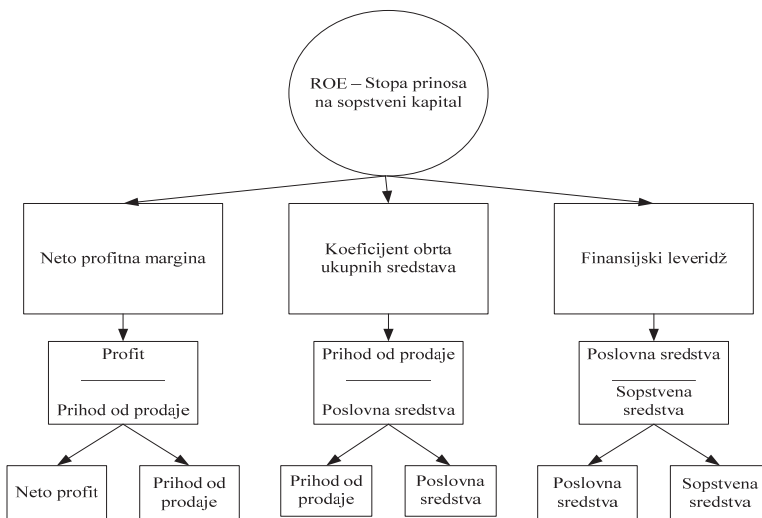 ROE – Stopa prinosa
na sopstveni kapital
Neto profitna margina
Koeficijent obrta
ukupnih sredstava
Finansijski leveridž
Profit
Prihod od prodaje
Prihod od prodaje
Poslovna sredstva
Poslovna sredstva
Sopstvena
sredstva
Neto profit
Prihod od
prodaje
Prihod od
prodaje
Poslovna
sredstva
Poslovna
sredstva
Sopstvena
sredstva